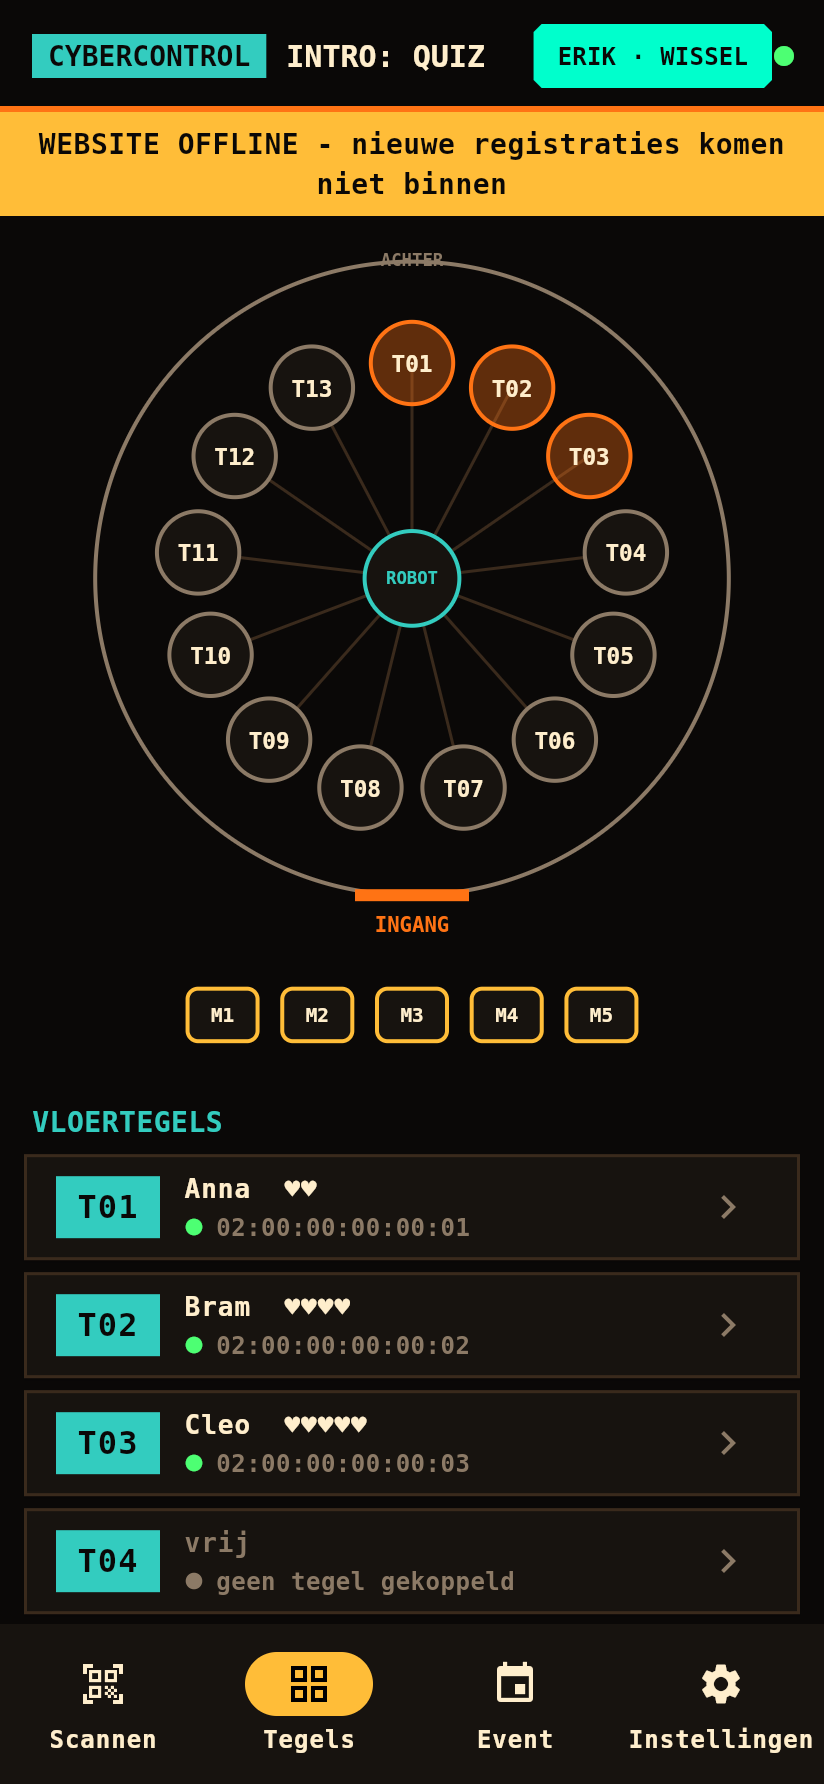 CYBERCONTROL INTRO: QUIZ ERIK · WISSEL
WEBSITE OFFLINE - nieuwe registraties komen
niet binnen
ACHTER
T01
T13 T02
T12 T03
T11 T04
ROBOT
T10 T05
T09 T06
T08 T07
INGANG
M1 M2 M3 M4 M5
VLOERTEGELS
T01 Anna ♥♥
02:00:00:00:00:01
T02 Bram ♥♥♥♥
02:00:00:00:00:02
T03 Cleo ♥♥♥♥♥
02:00:00:00:00:03
T04 vrij
geen tegel gekoppeld
Scannen Tegels Event Instellingen